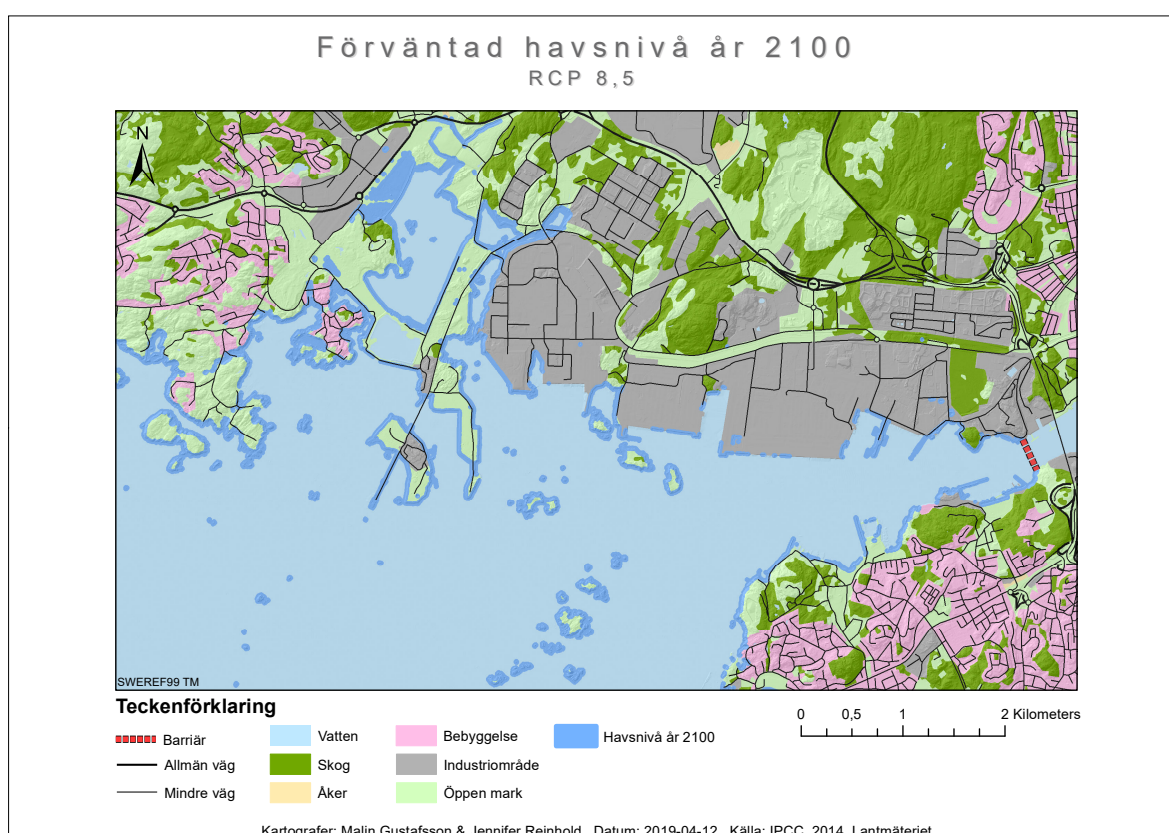 Förväntad havsnivå år 2100
RCP 8,5
N
SWEREF99 TM
Teckenförklaring
Barriär
Allmän väg
Mindre väg
Vatten
Skog
Åker
Bebyggelse
Industriområde
Öppen mark
Havsnivå år 2100
0 0,5 1 2 Kilometers
Kartografer: Malin Gustafsson & Jennifer Reinhold Datum: 2019-04-12 Källa: IPCC, 2014, Lantmäteriet